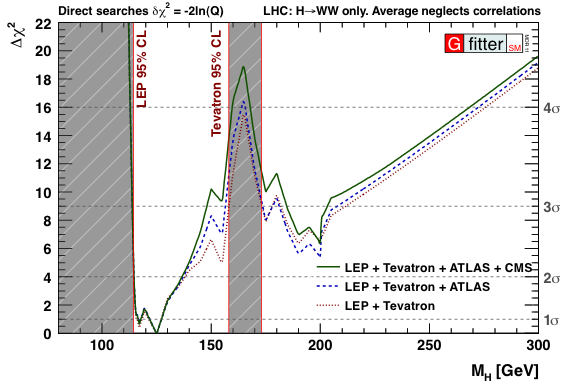 Direct searches δχ² = -2ln(Q) LHC: H→WW only. Average neglects correlations
Δχ²
22
20
18
16
14
12
10
8
6
4
2
0
LEP 95% CL
Tevatron 95% CL
G fitter SM
MAR 11
4σ
3σ
2σ
1σ
LEP + Tevatron + ATLAS + CMS
LEP + Tevatron + ATLAS
LEP + Tevatron
100 150 200 250 300
M_H [GeV]